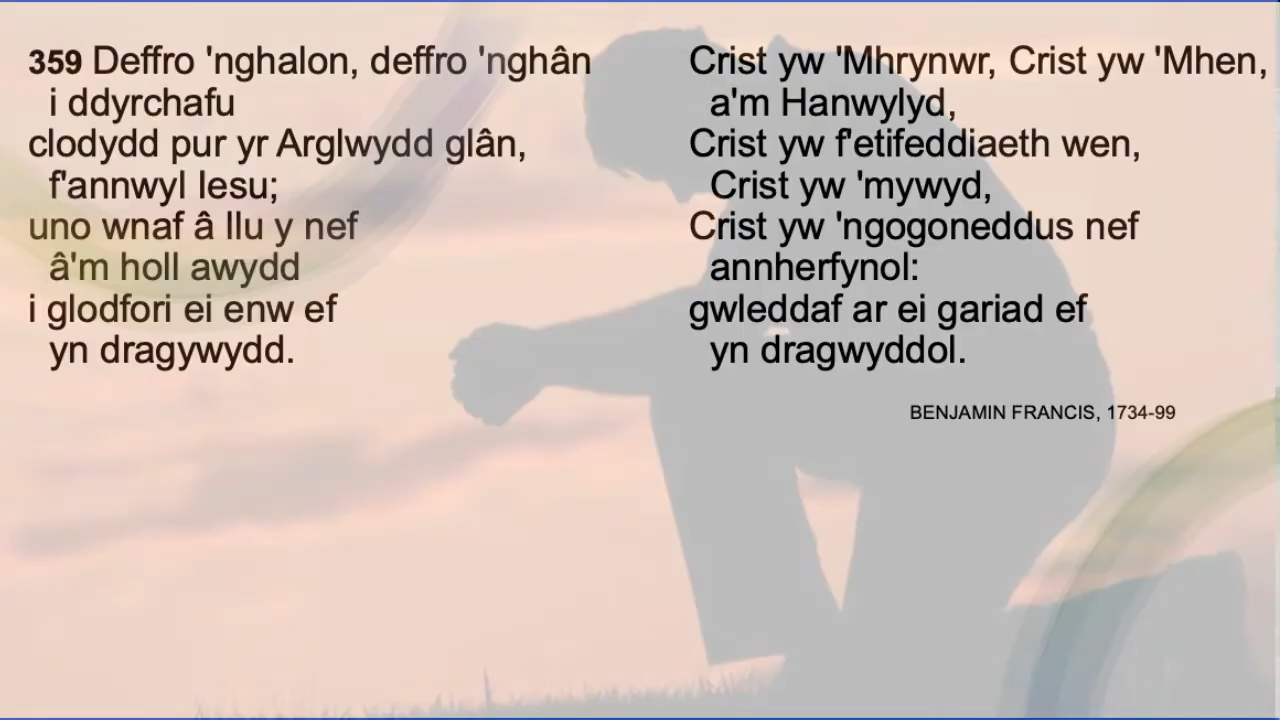 359 Deffro 'nghalon, deffro 'nghân
i ddyrchafu
clodydd pur yr Arglwydd glân,
f'annwyl Iesu;
uno wnaf â llu y nef
â'm holl awydd
i glodfori ei enw ef
yn dragywydd.
Crist yw 'Mhrynwr, Crist yw 'Mhen,
a'm Hanwylyd,
Crist yw f'etifeddiaeth wen,
Crist yw 'mywyd,
Crist yw 'ngogoneddus nef
annherfynol:
gwleddaf ar ei gariad ef
yn dragwyddol.
BENJAMIN FRANCIS, 1734-99